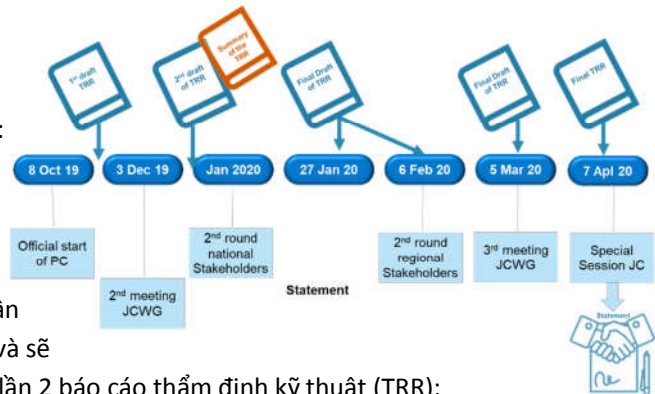 1st draft
TRR
2nd draft
of TRR
Summary
of the
TRR
Final Draft
of TRR
Final Draft
of TRR
Final TRR
:
8 Oct 19
3 Dec 19
Jan 2020
27 Jan 20
6 Feb 20
5 Mar 20
7 Apl 20
Official start
of PC
2nd meeting
JCWG
2nd round
national
Stakeholders
Statement
2nd round
regional
Stakeholders
3rd meeting
JCWG
Special
Session JC
Statement
và sẽ
lần 2 báo cáo thẩm định kỹ thuật (TRR);